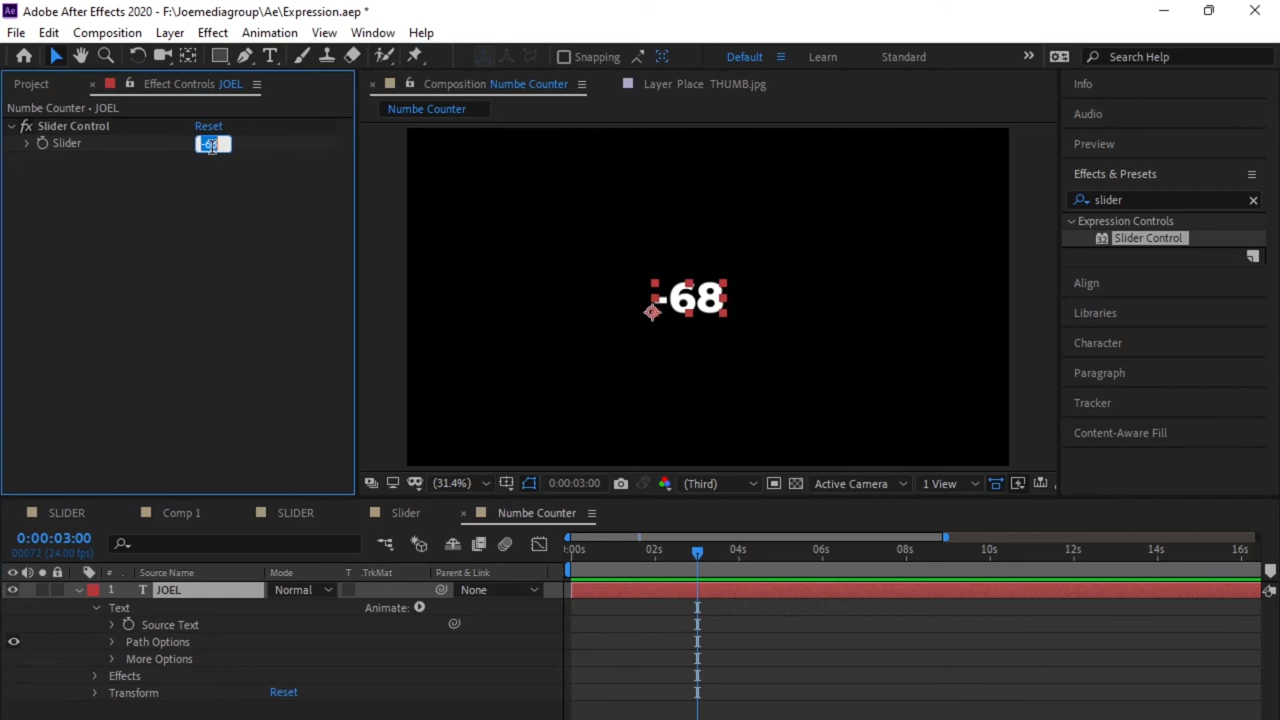 Ae Adobe After Effects 2020 - F:\Joemediagroup\Ae\Expression.aep *
File Edit Composition Layer Effect Animation View Window Help
Snapping Default Learn Standard Search Help
Project Effect Controls JOEL Composition Numbe Counter Layer Place THUMB.jpg Info
Numbe Counter • JOEL Numbe Counter
fx Slider Control Reset Audio
Slider Preview
Effects & Presets
slider
Expression Controls
Slider Control
-68
Align
Libraries
Character
Paragraph
Tracker
Content-Aware Fill
(31.4%) 0:00:03:00 (Third) Active Camera 1 View
SLIDER Comp 1 SLIDER Slider Numbe Counter
0:00:03:00
00072 (24.00 fps)
:00s 02s 04s 06s 08s 10s 12s 14s 16s
# Source Name Mode T .TrkMat Parent & Link
1 T JOEL Normal None
Text Animate:
Source Text
Path Options
More Options
Effects
Transform Reset